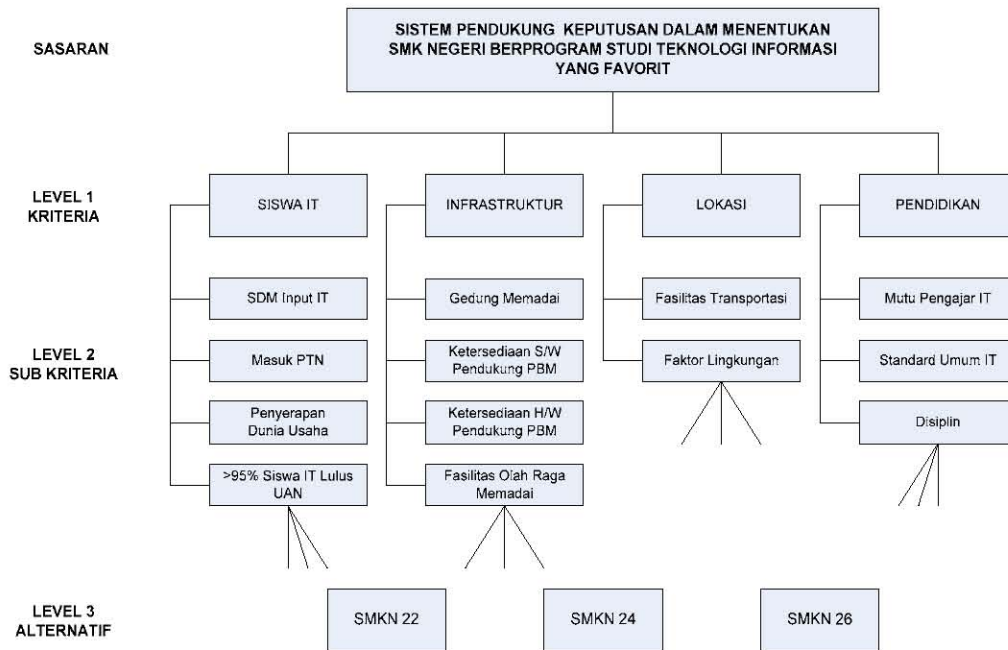 SASARAN
SISTEM PENDUKUNG KEPUTUSAN DALAM MENENTUKAN
SMK NEGERI BERPROGRAM STUDI TEKNOLOGI INFORMASI
YANG FAVORIT
LEVEL 1
KRITERIA
SISWA IT
INFRASTRUKTUR
LOKASI
PENDIDIKAN
LEVEL 2
SUB KRITERIA
SDM Input IT
Masuk PTN
Penyerapan
Dunia Usaha
>95% Siswa IT Lulus
UAN
Gedung Memadai
Ketersediaan S/W
Pendukung PBM
Ketersediaan H/W
Pendukung PBM
Fasilitas Olah Raga
Memadai
Fasilitas Transportasi
Faktor Lingkungan
Mutu Pengajar IT
Standard Umum IT
Disiplin
LEVEL 3
ALTERNATIF
SMKN 22
SMKN 24
SMKN 26